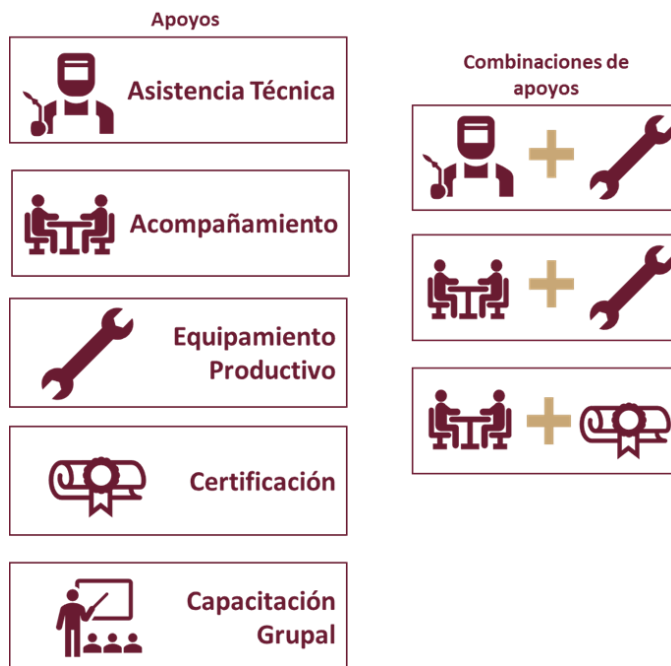 Apoyos
Asistencia Técnica
Acompañamiento
Equipamiento
Productivo
Certificación
Capacitación
Grupal
Combinaciones de
apoyos